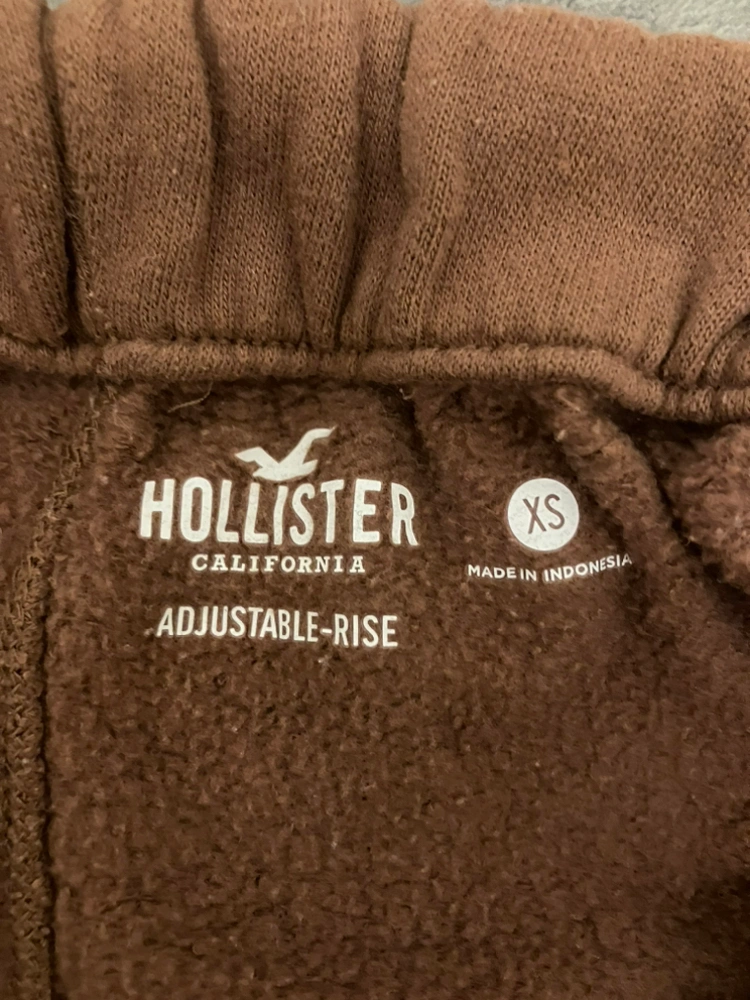 HOLLISTER
CALIFORNIA
ADJUSTABLE-RISE
XS
MADE IN INDONESIA